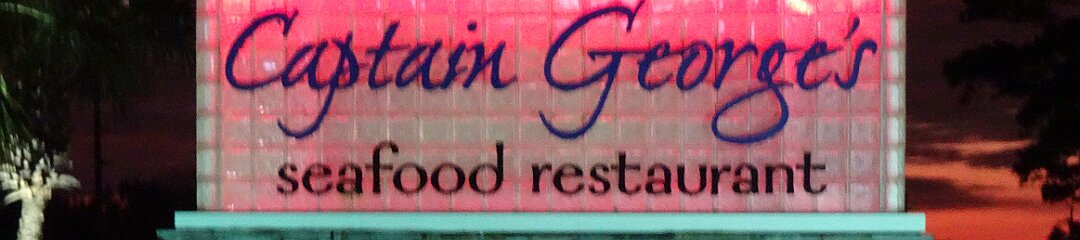 Captain George's
seafood restaurant